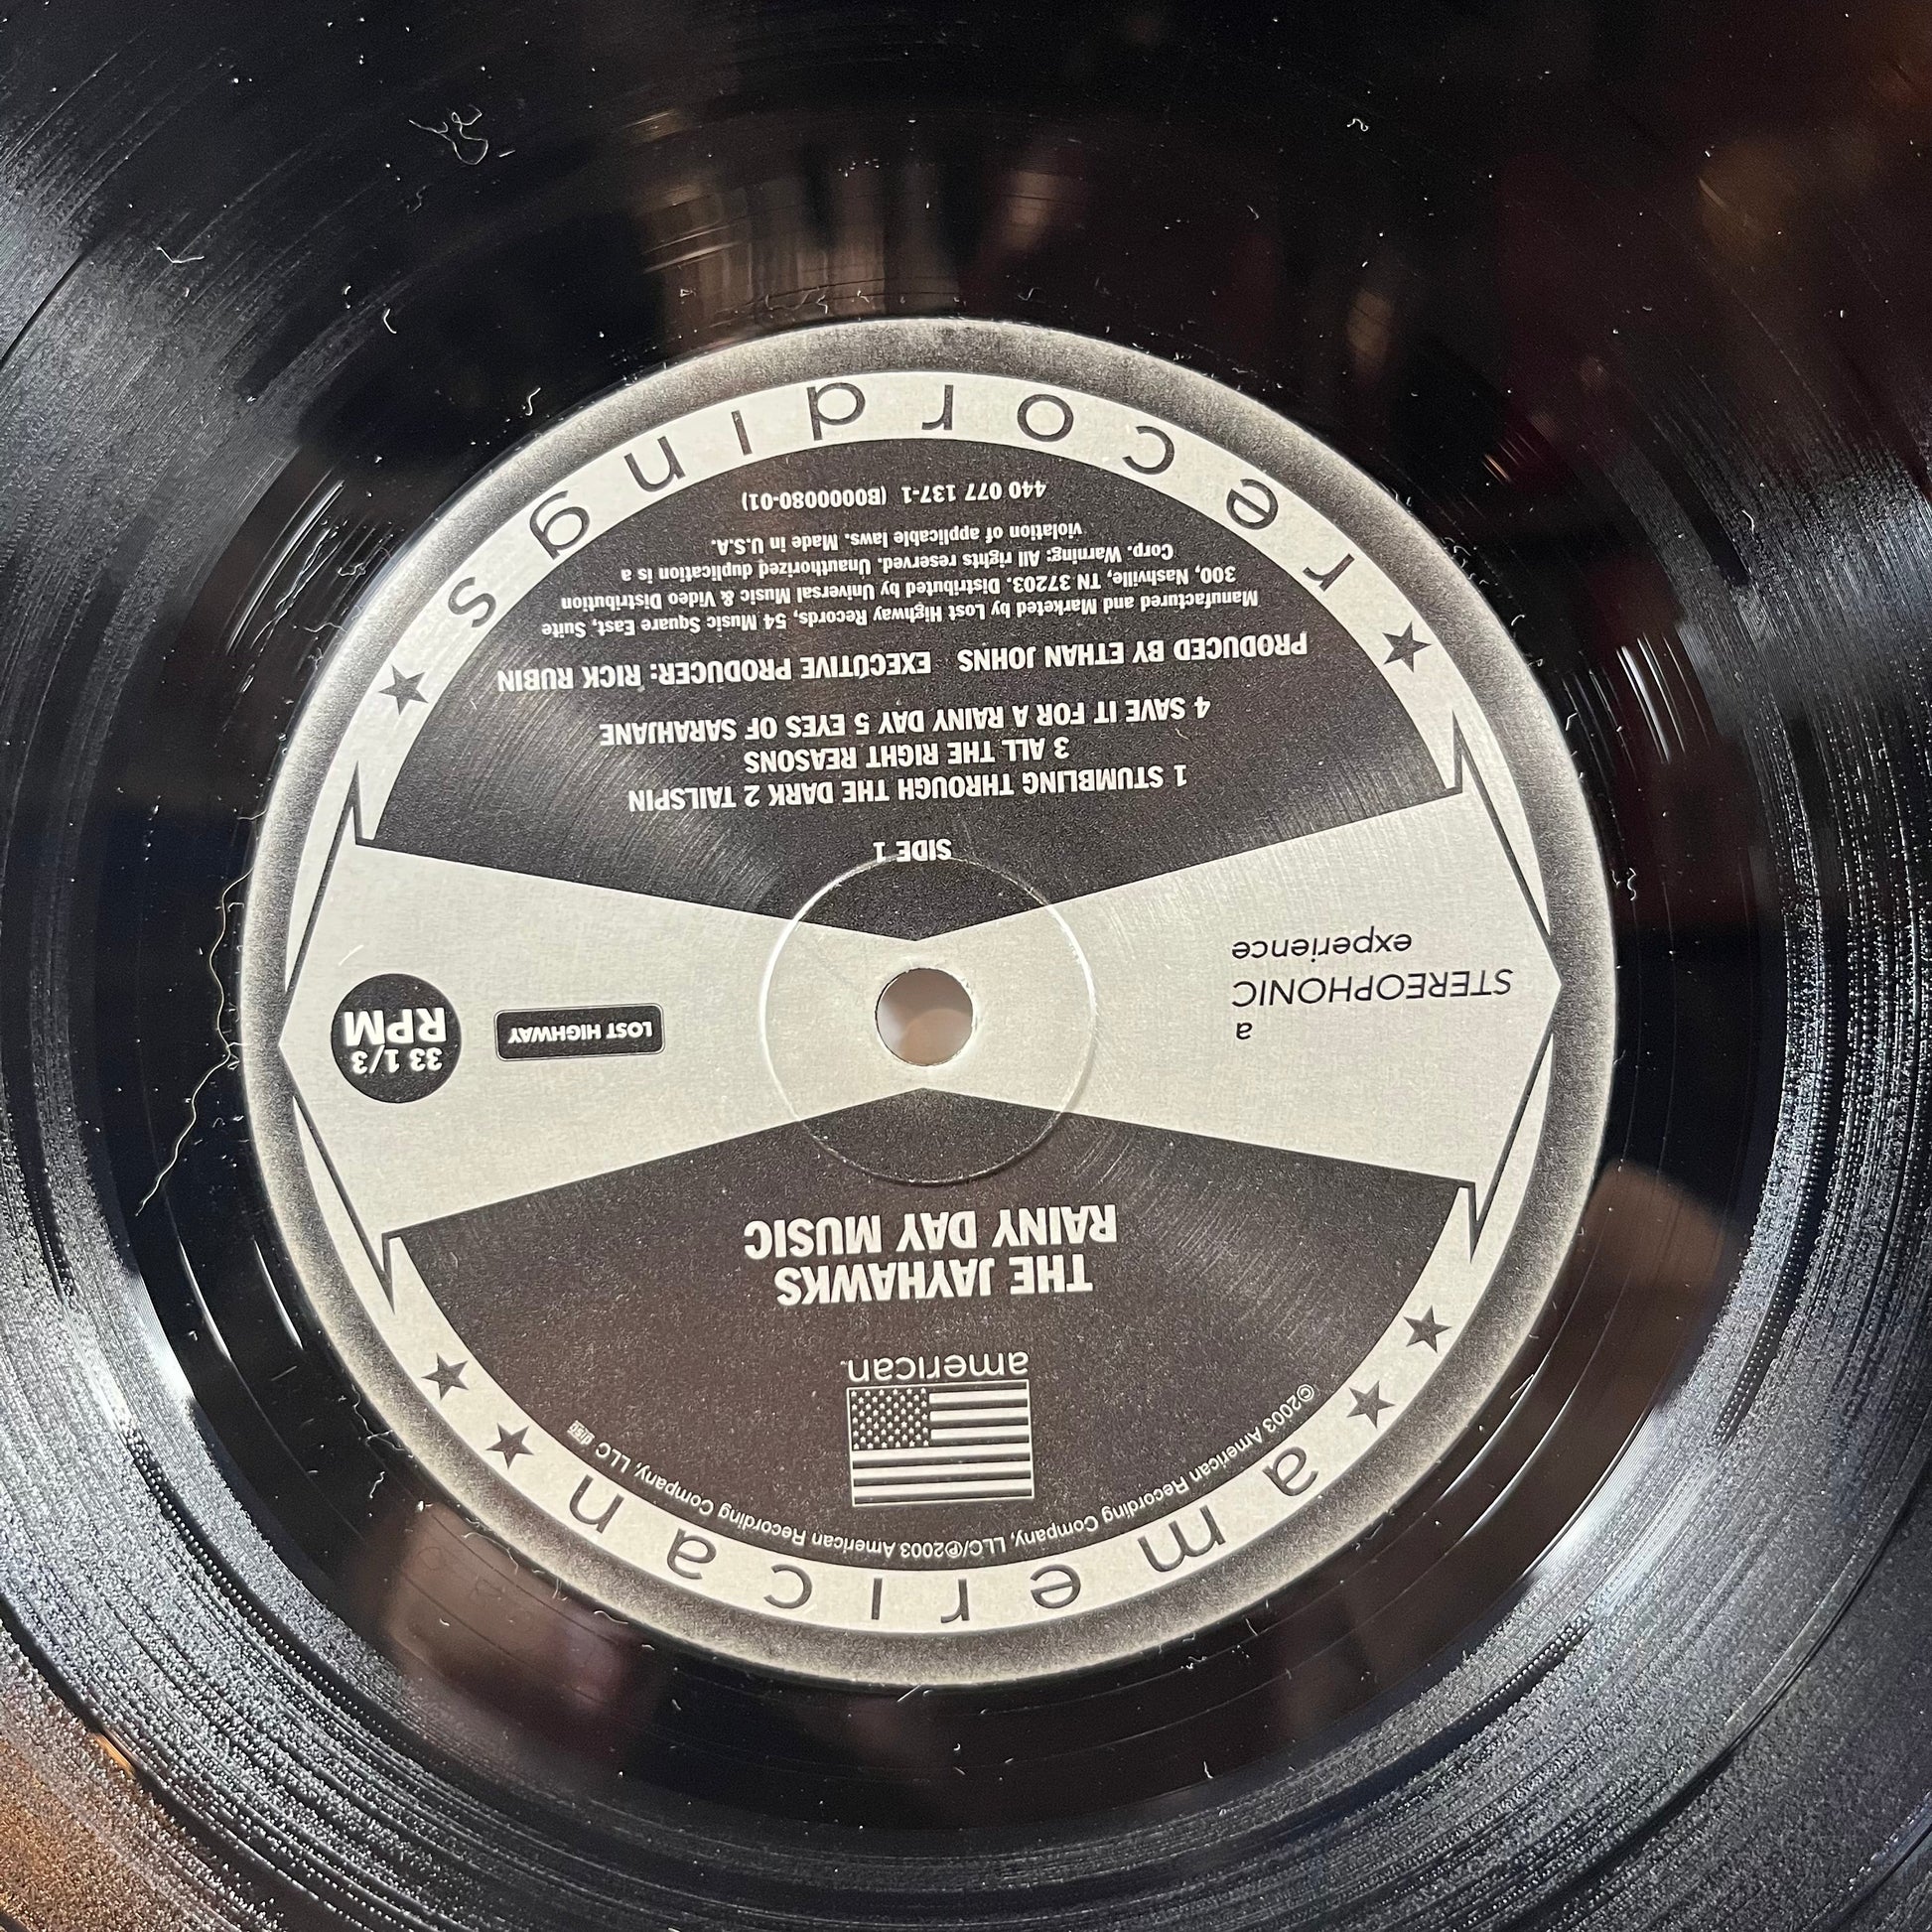 american
©2003 American Recording Company, LLC/℗2003 American Recording Company, LLC
american
THE JAYHAWKS
RAINY DAY MUSIC
a
STEREOPHONIC
experience
LOST HIGHWAY
33 1/3
RPM
SIDE 1
1 STUMBLING THROUGH THE DARK 2 TAILSPIN
3 ALL THE RIGHT REASONS
4 SAVE IT FOR A RAINY DAY 5 EYES OF SARAHJANE
PRODUCED BY ETHAN JOHNS EXECUTIVE PRODUCER: RICK RUBIN
Manufactured and Marketed by Lost Highway Records, 54 Music Square East, Suite
300, Nashville, TN 37203. Distributed by Universal Music & Video Distribution
Corp. Warning: All rights reserved. Unauthorized duplication is a
violation of applicable laws. Made in U.S.A.
440 077 137-1 (B0000080-01)
recordings